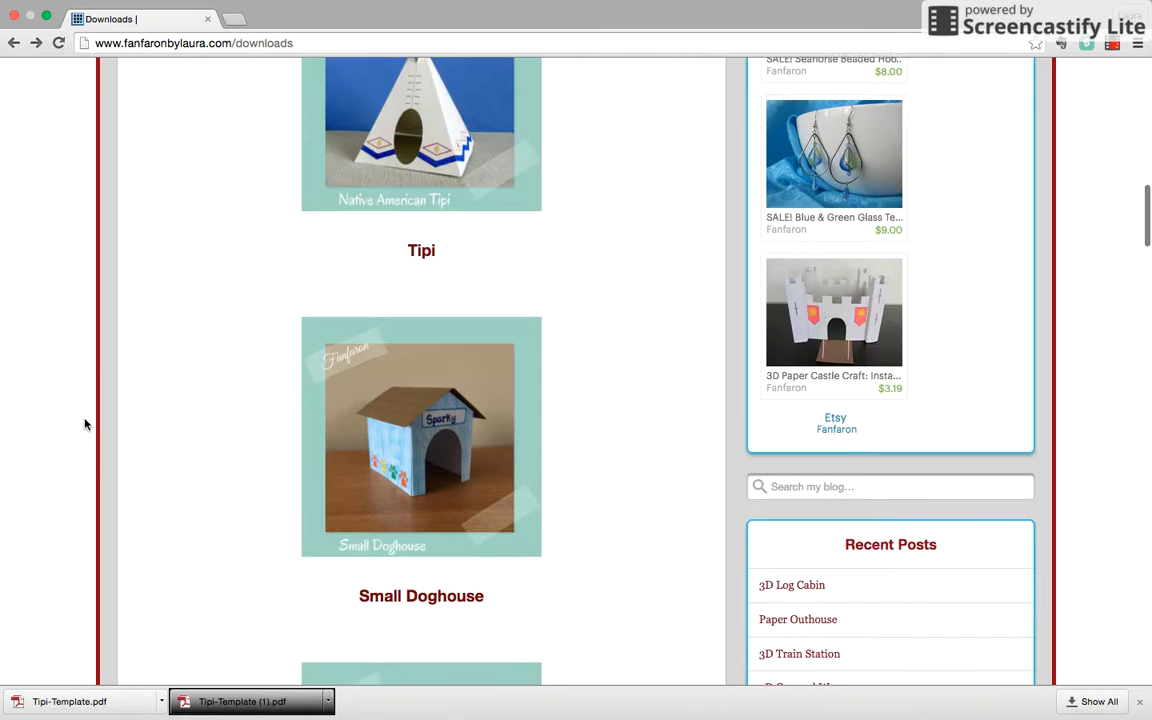 Downloads |
powered by
Screencastify Lite
www.fanfaronbylaura.com/downloads
Native American Tipi
Tipi
Fanfaron
Sparky
Small Doghouse
Small Doghouse
SALE! Seahorse Beaded Hoo..
Fanfaron $8.00
SALE! Blue & Green Glass Te...
Fanfaron $9.00
3D Paper Castle Craft: Insta...
Fanfaron $3.19
Etsy
Fanfaron
Search my blog...
Recent Posts
3D Log Cabin
Paper Outhouse
3D Train Station
Tipi-Template.pdf
Tipi-Template (1).pdf
Show All